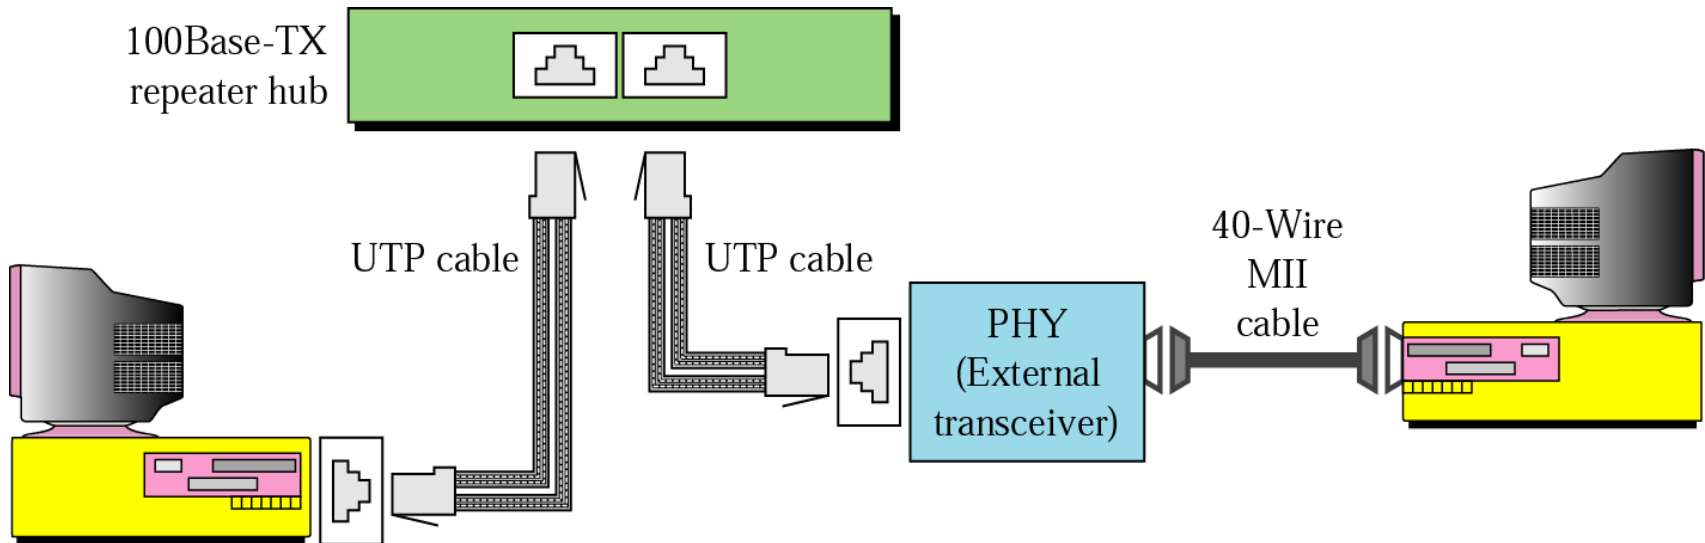 100Base-TX
repeater hub
UTP cable
UTP cable
40-Wire
MII
cable
PHY
(External
transceiver)